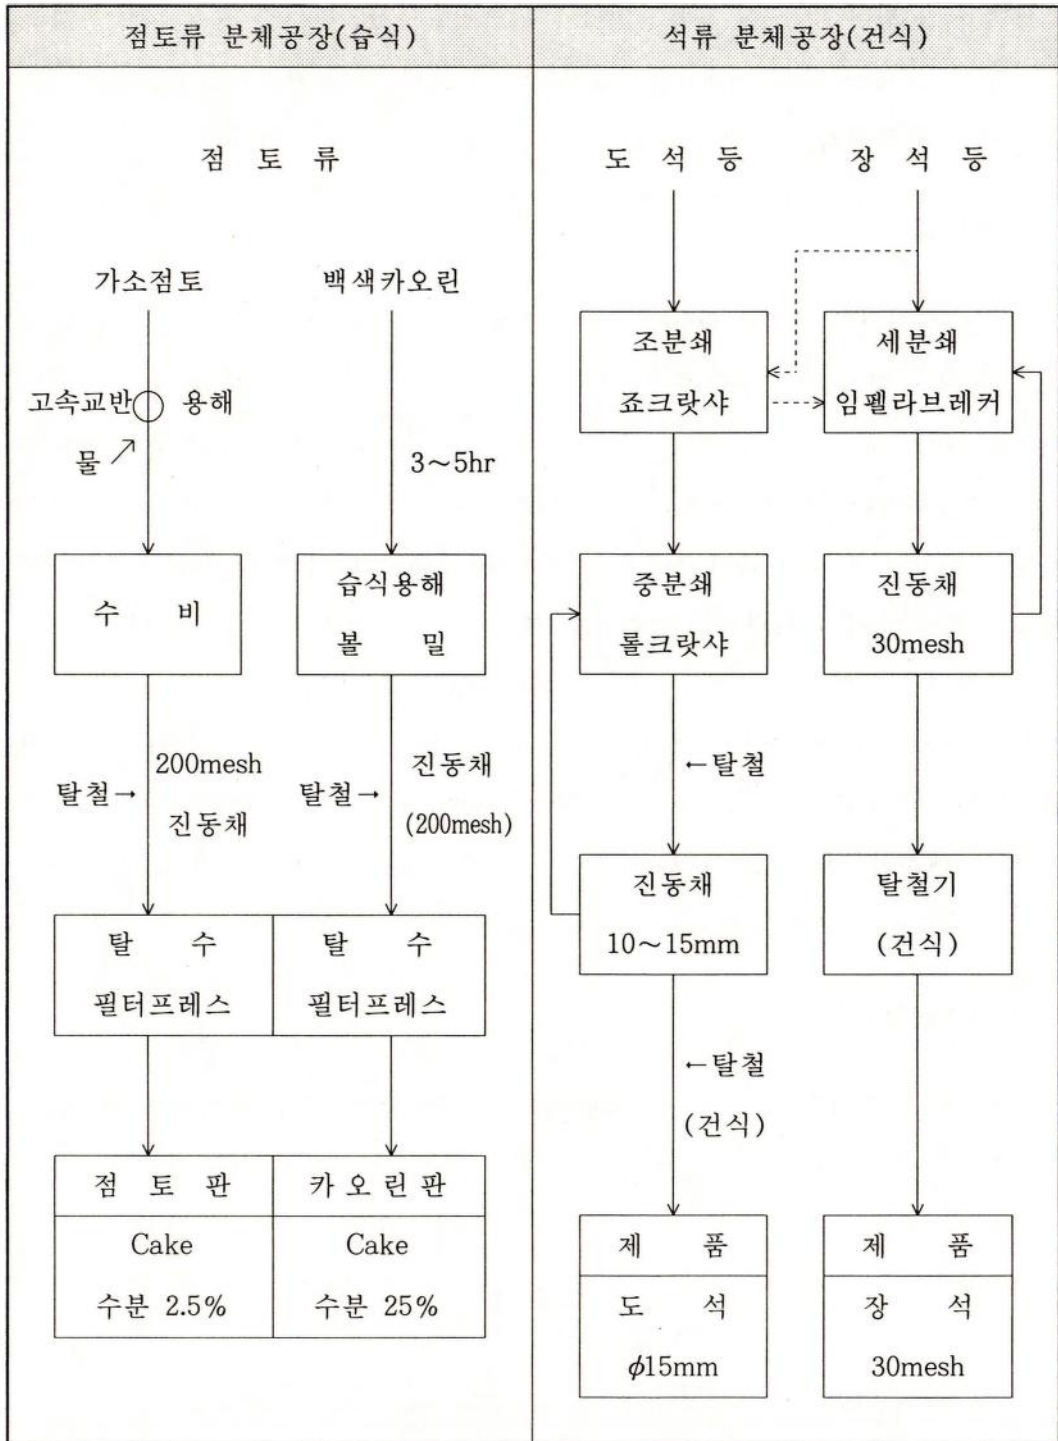 점토류 분체공장(습식)
석류 분체공장(건식)
점 토 류
가소점토
백색카오린
고속교반 용해
물
3~5hr
수 비
습식용해
볼 밀
탈철→
200mesh
진동채
탈철→
진동채
(200mesh)
탈 수
필터프레스
탈 수
필터프레스
점 토 판
카 오 린 판
Cake
수분 2.5%
Cake
수분 25%
도 석 등
장 석 등
조분쇄
죠크랏샤
세분쇄
임펠라브레커
중분쇄
롤크랏샤
진동채
30mesh
←탈철
진동채
10~15mm
탈철기
(건식)
←탈철
(건식)
제 품
도 석
ϕ15mm
제 품
장 석
30mesh